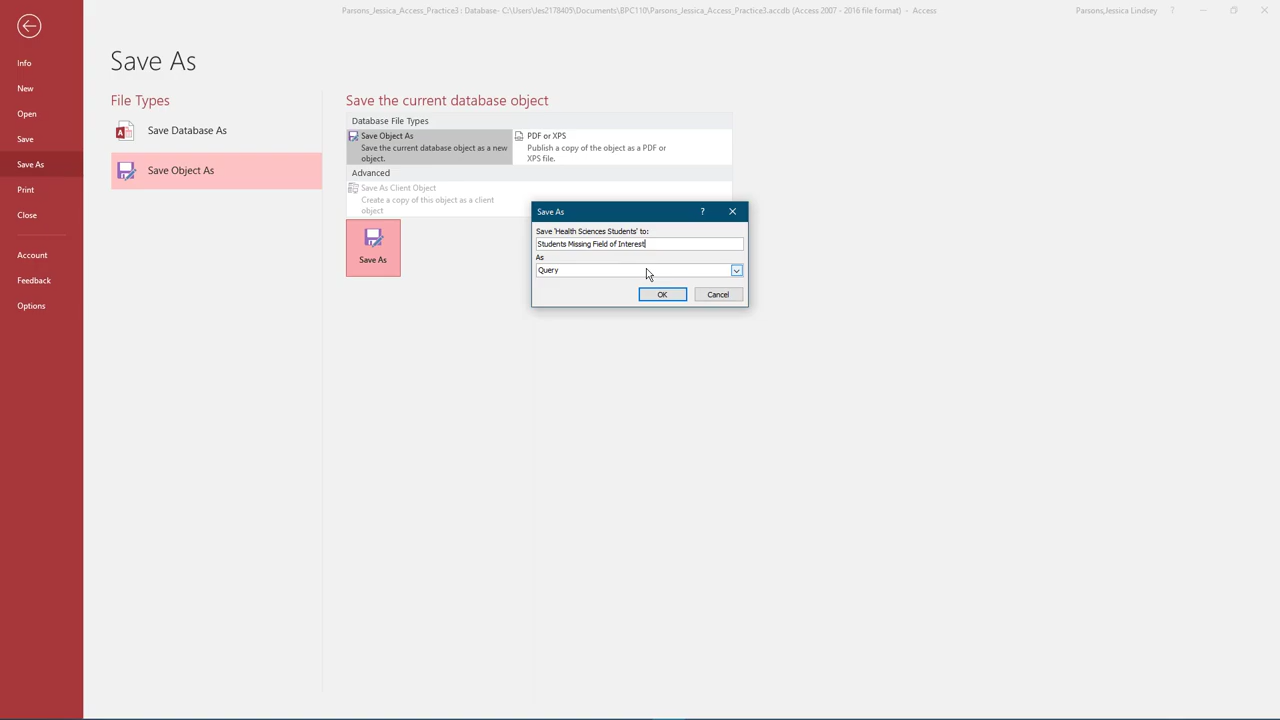 Parsons_Jessica_Access_Practice3 : Database- C:\Users\Jes2178405\Documents\BPC110\Parsons_Jessica_Access_Practice3.accdb (Access 2007 - 2016 file format) - Access
Parsons,Jessica Lindsey
?
Info
New
Open
Save
Save As
Print
Close
Account
Feedback
Options
Save As
File Types
Save Database As
Save Object As
Save the current database object
Database File Types
Save Object As
Save the current database object as a new
object.
PDF or XPS
Publish a copy of the object as a PDF or
XPS file.
Advanced
Save As Client Object
Create a copy of this object as a client
object
Save As
Save As
?
Save 'Health Sciences Students' to:
Students Missing Field of Interest
As
Query
OK
Cancel